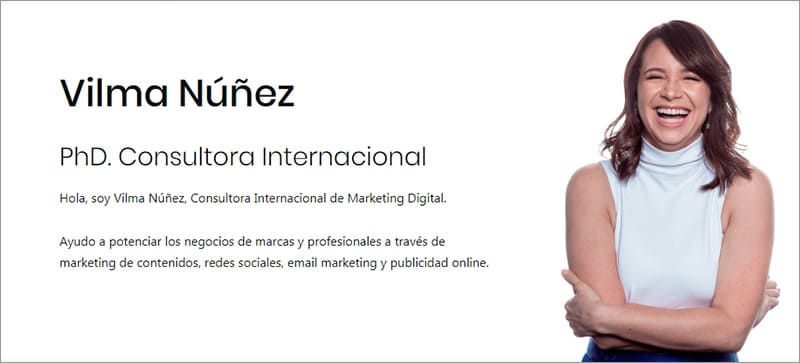 Vilma Núñez
PhD. Consultora Internacional
Hola, soy Vilma Núñez, Consultora Internacional de Marketing Digital.
Ayudo a potenciar los negocios de marcas y profesionales a través de
marketing de contenidos, redes sociales, email marketing y publicidad online.